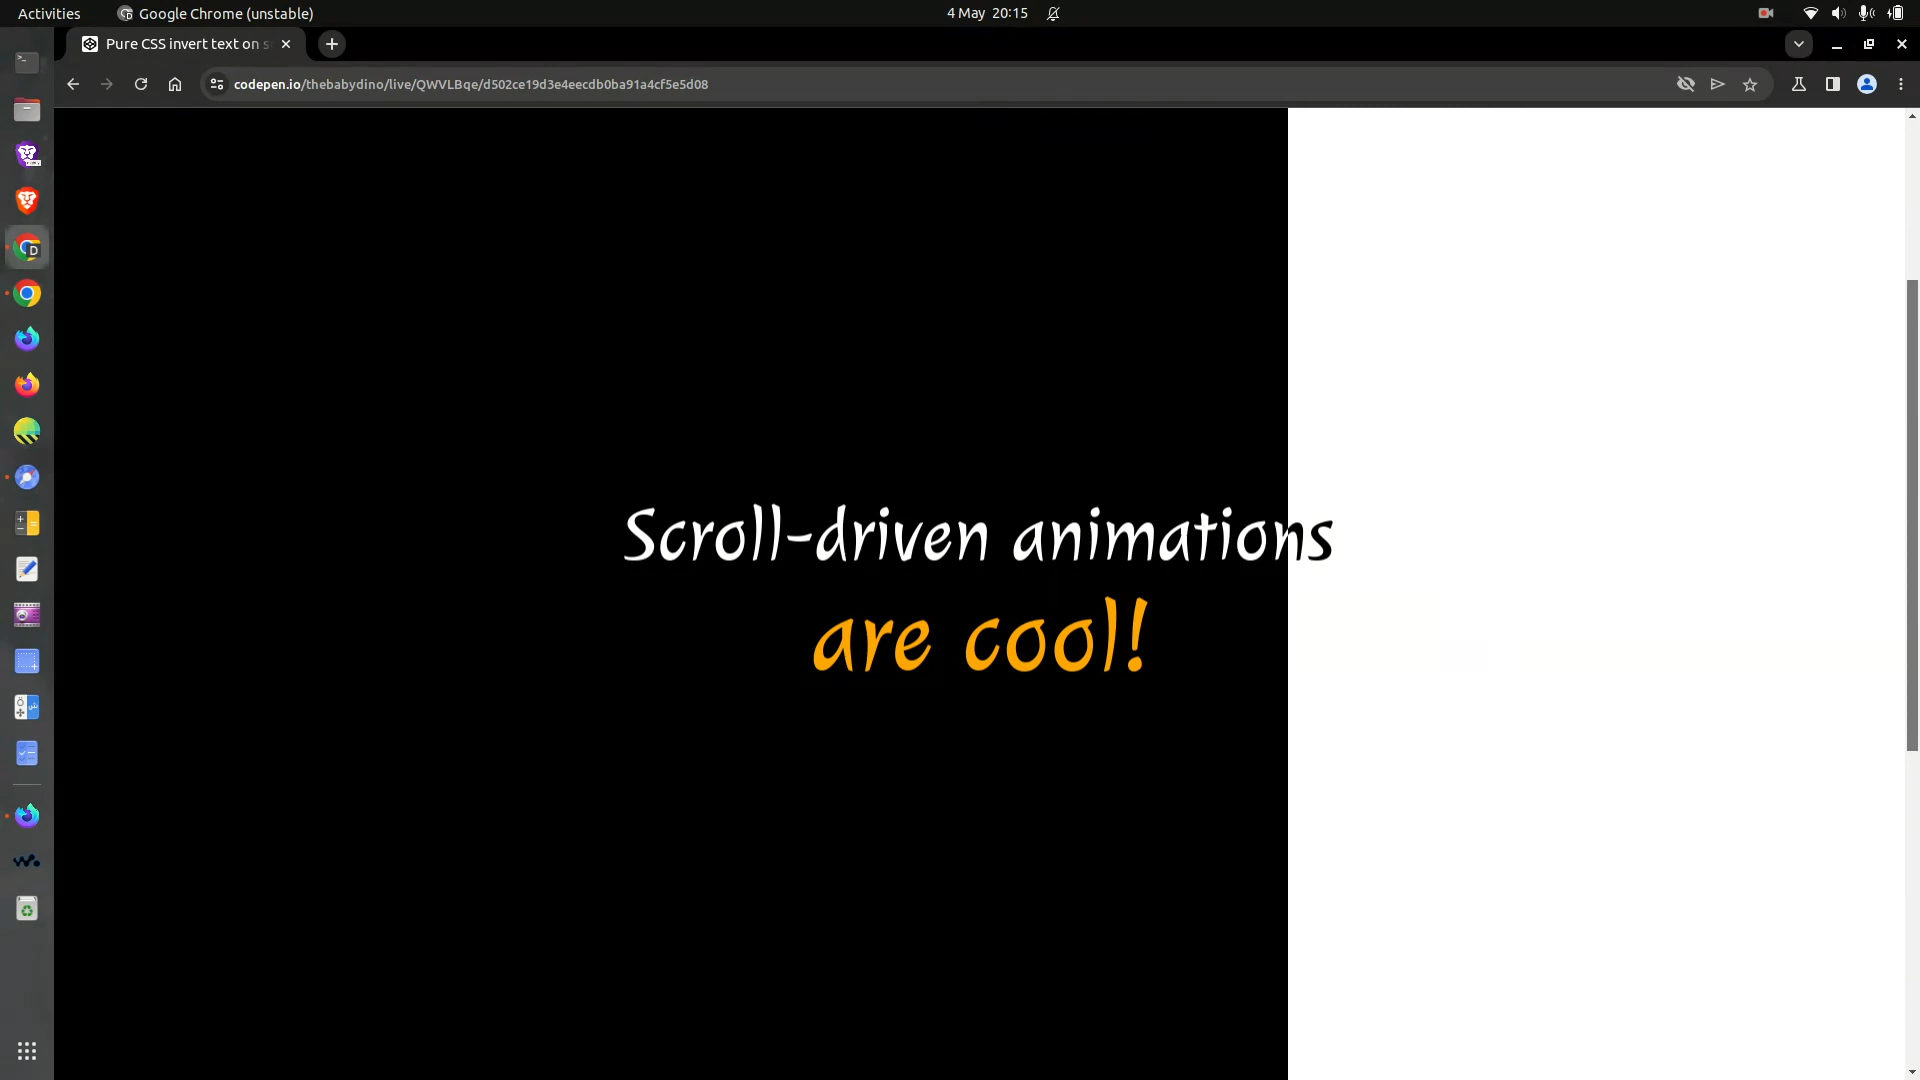 Activities
Google Chrome (unstable)
4 May 20:15
Pure CSS invert text on s
codepen.io/thebabydino/live/QWVLBqe/d502ce19d3e4eecdb0ba91a4cf5e5d08
Scroll-driven animations
are cool!